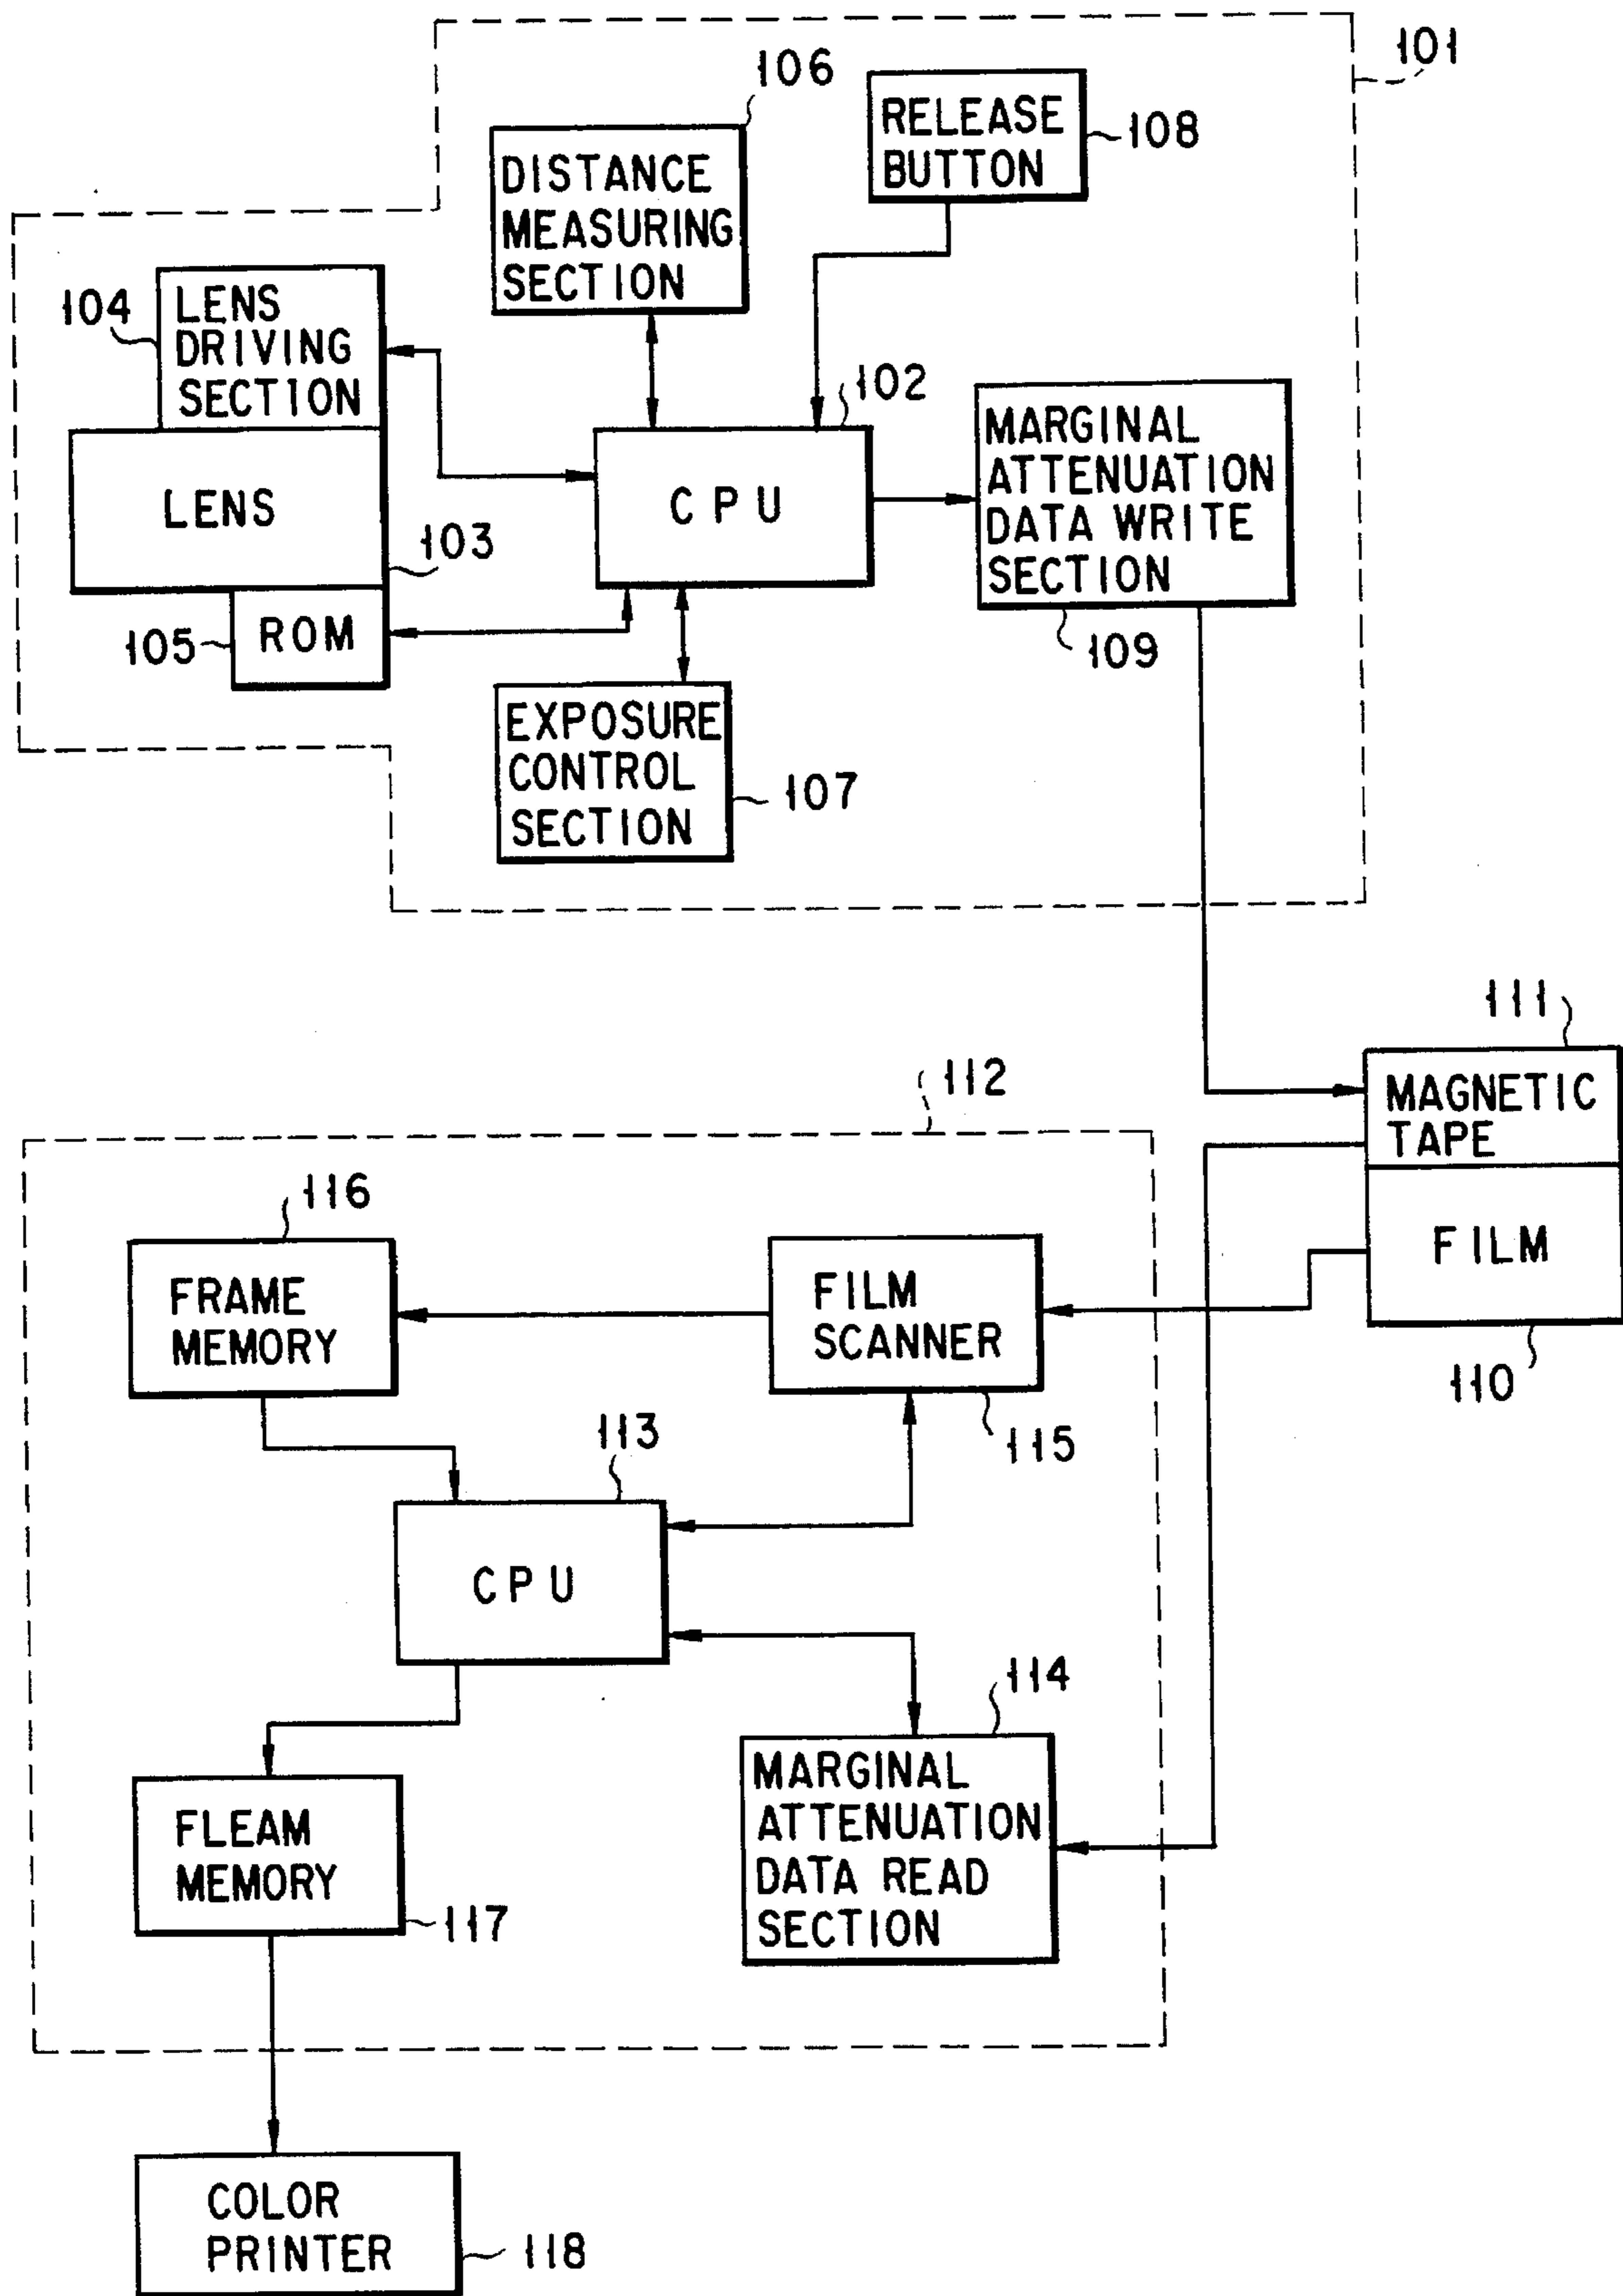 101
106
DISTANCE
MEASURING
SECTION
RELEASE
BUTTON
108
104
LENS
DRIVING
SECTION
102
LENS
103
CPU
MARGINAL
ATTENUATION
DATA WRITE
SECTION
105
ROM
109
EXPOSURE
CONTROL
SECTION
107
111
MAGNETIC
TAPE
FILM
110
112
116
FRAME
MEMORY
FILM
SCANNER
115
113
CPU
114
MARGINAL
ATTENUATION
DATA READ
SECTION
FLEAM
MEMORY
117
COLOR
PRINTER
118